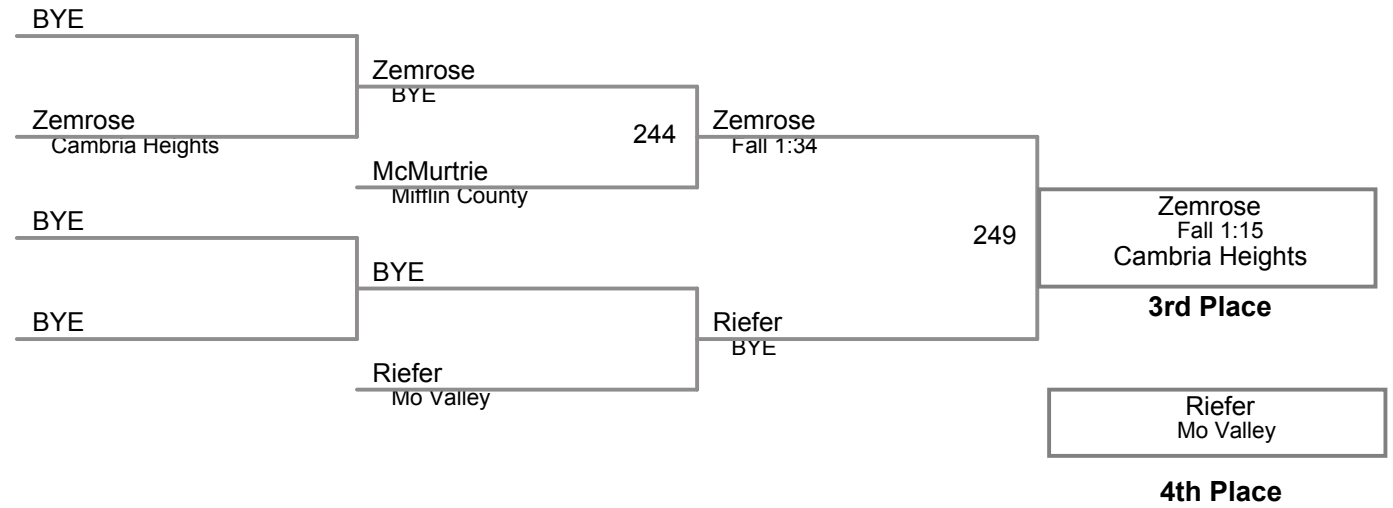 BYE
Zemrose
BYE
Zemrose
Cambria Heights
244
Zemrose
Fall 1:34
McMurtrie
Mifflin County
BYE
249
Zemrose
Fall 1:15
Cambria Heights
BYE
3rd Place
BYE
Riefer
BYE
Riefer
Mo Valley
Riefer
Mo Valley
4th Place